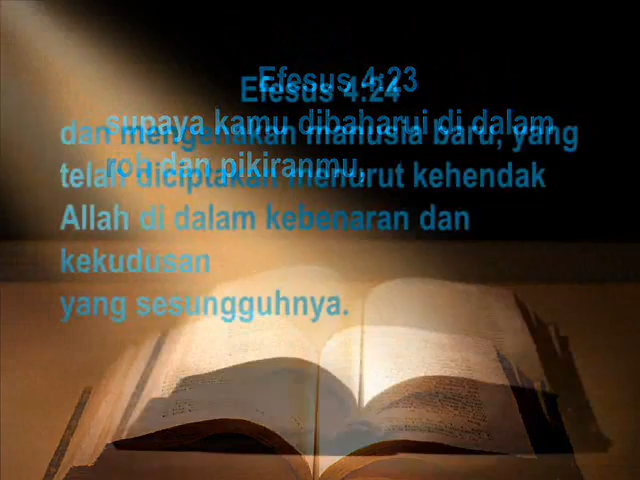 Efesus 4:23
supaya kamu dibaharui di dalam
roh dan pikiranmu,
Efesus 4:24
dan mengenakan manusia baru, yang
telah diciptakan menurut kehendak
Allah di dalam kebenaran dan
kekudusan
yang sesungguhnya.